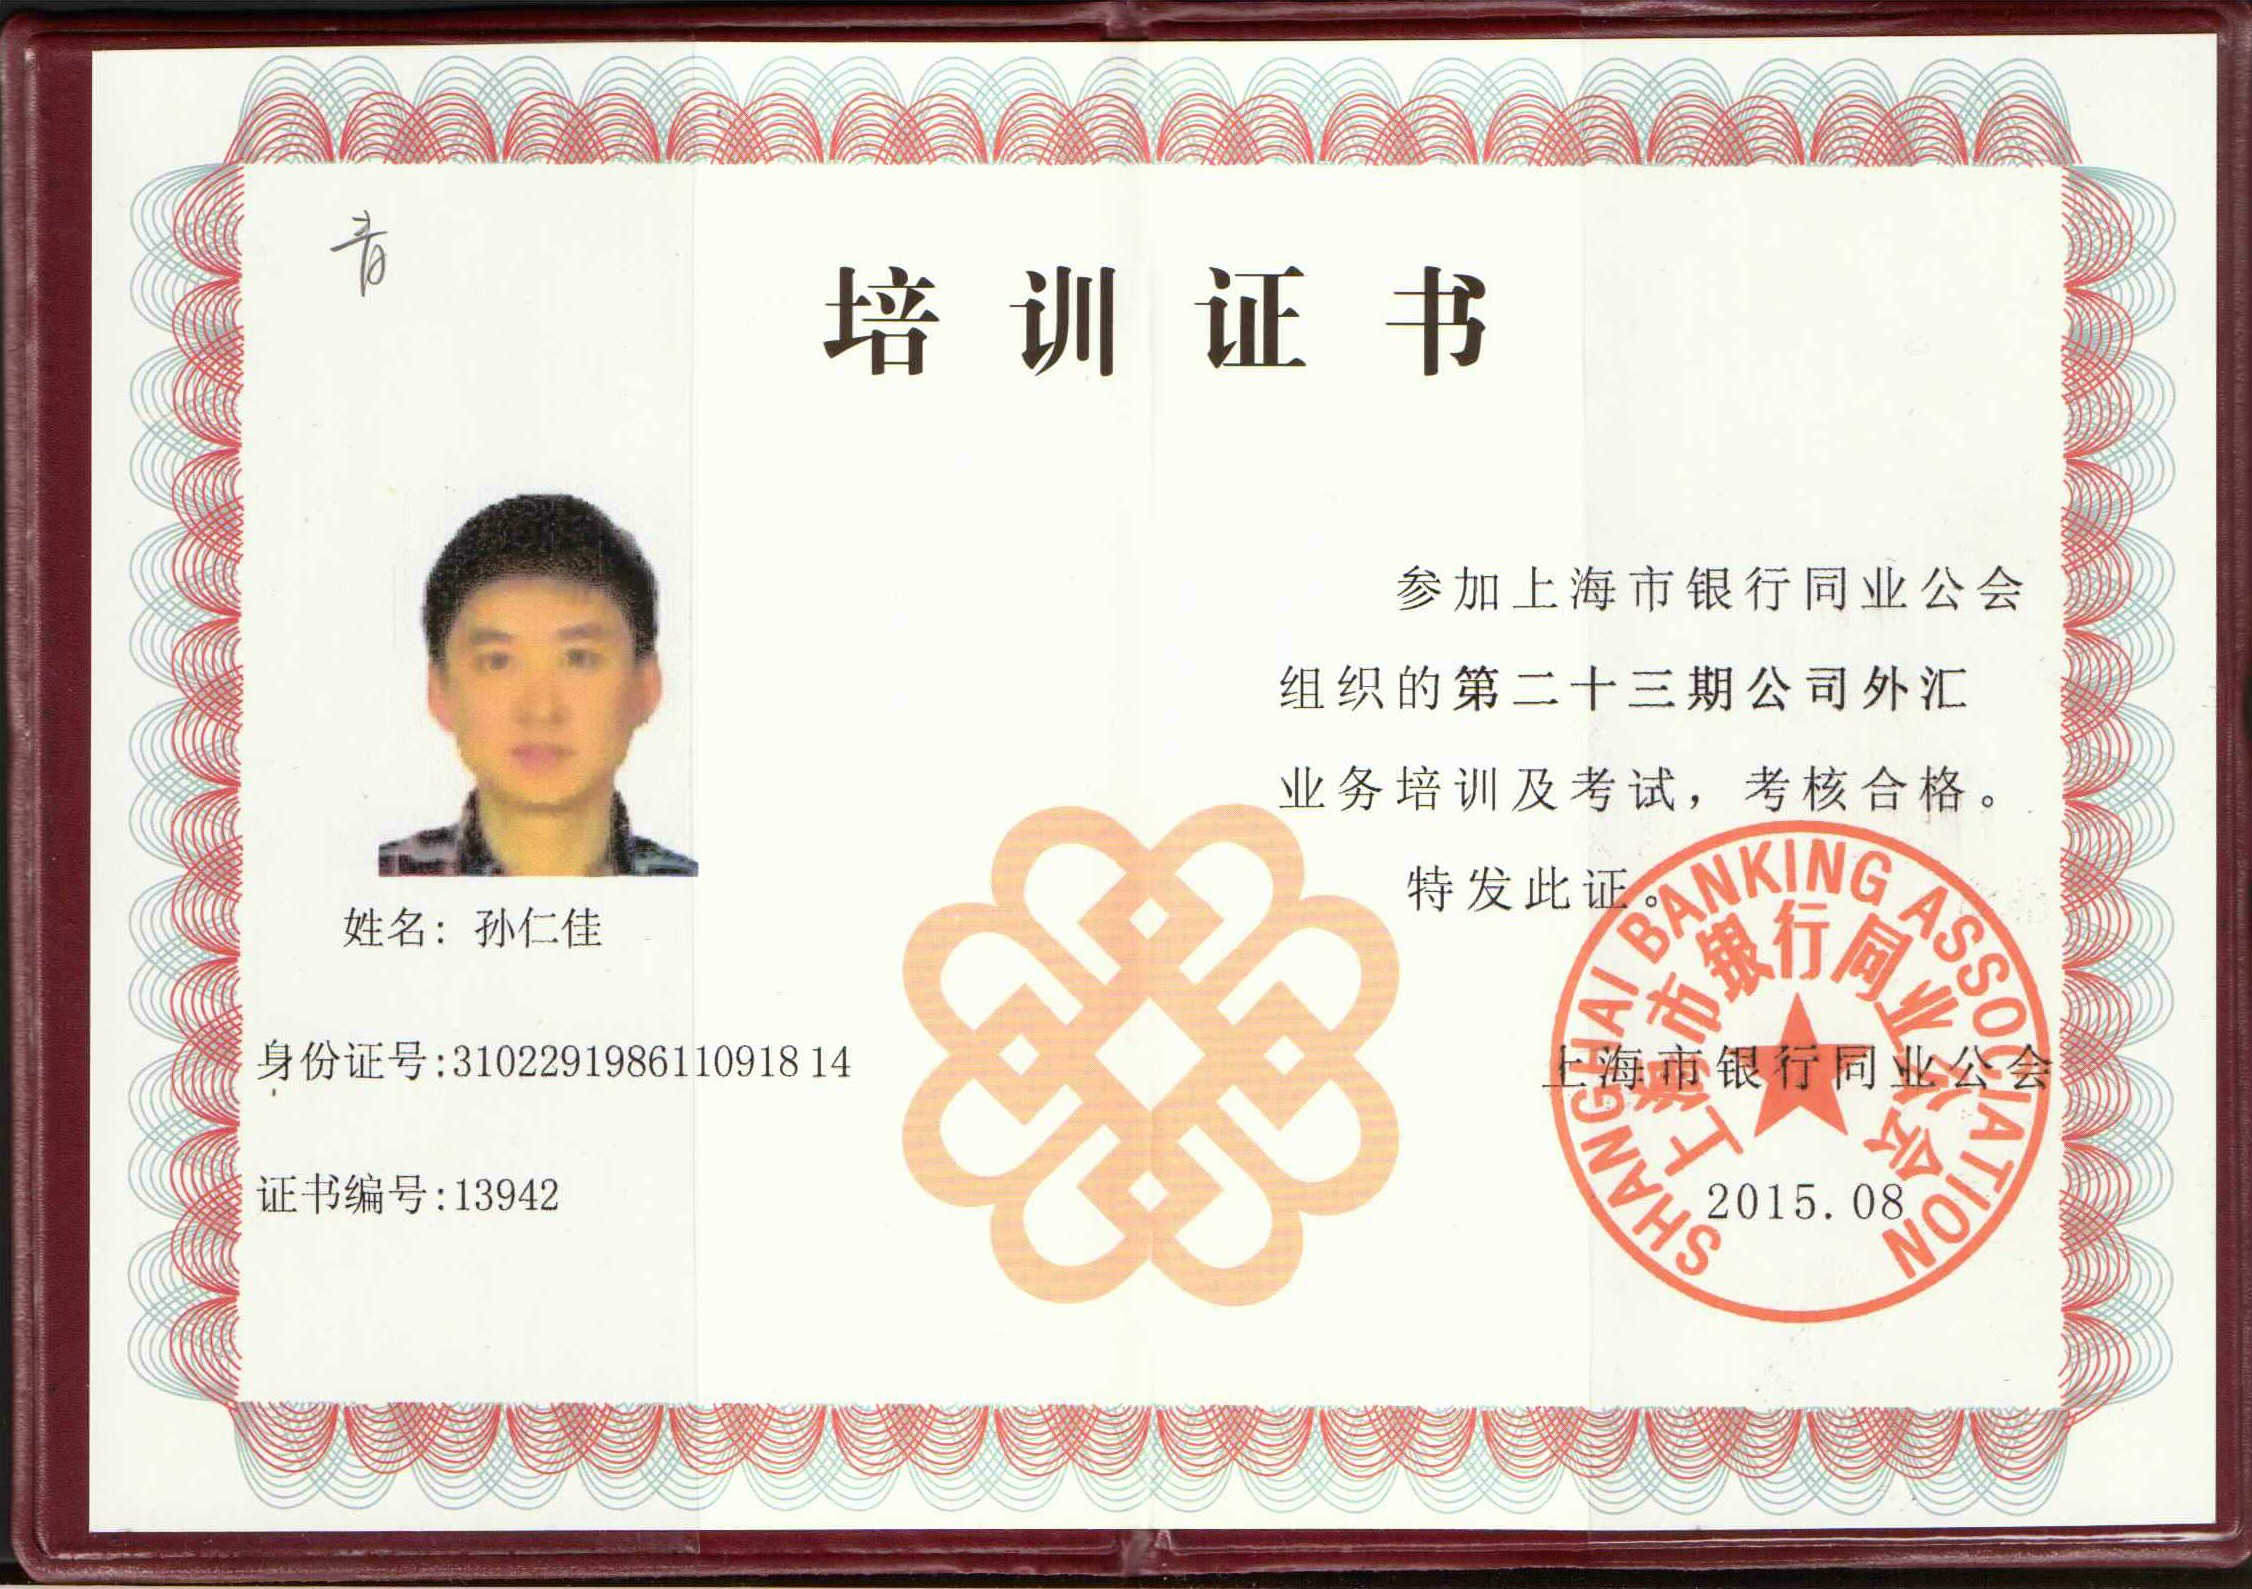 青
培训证书
参加上海市银行同业公会
组织的第二十三期公司外汇
业务培训及考试，考核合格。
特发此证。
姓名：孙仁佳
身份证号:31022919861109181 4
证书编号:13942
上海市银行同业公会
2015.08
SHANGHAI BANKING ASSOCIATION
上海市银行同业公会